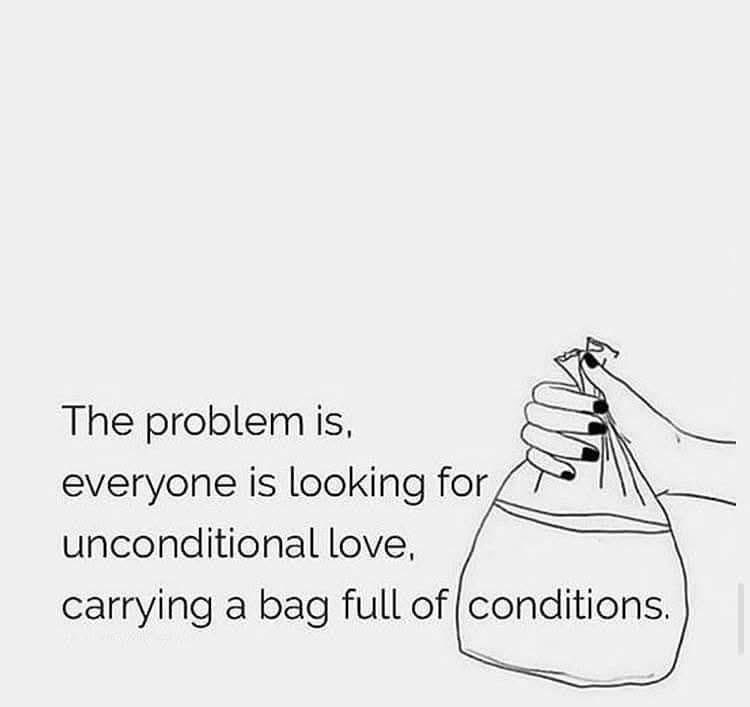 The problem is,
everyone is looking for
unconditional love,
carrying a bag full of conditions.